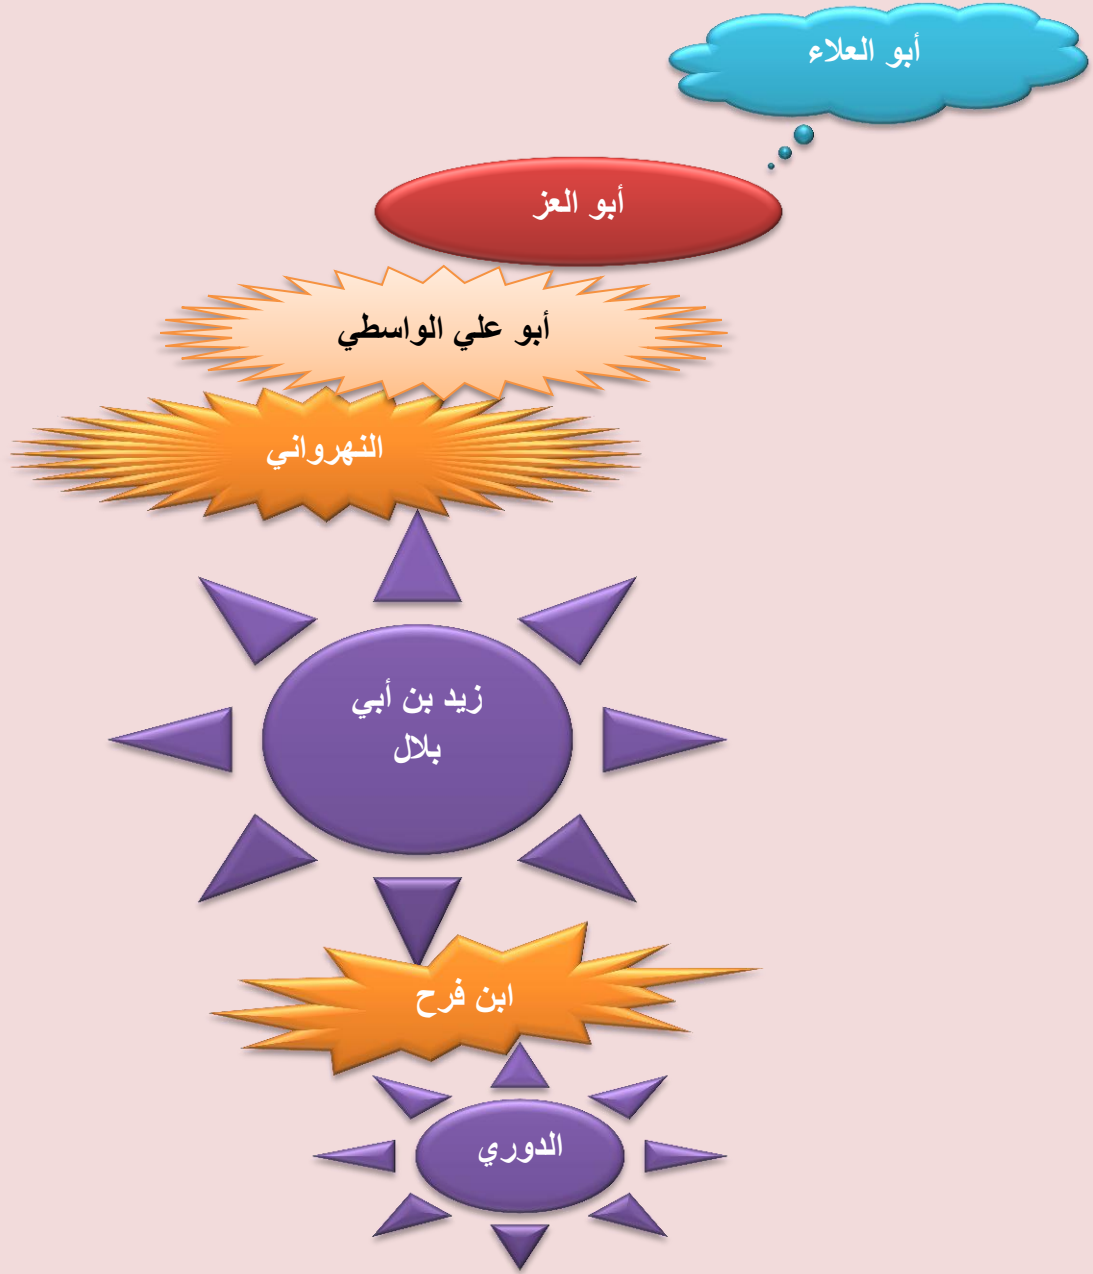 أبو العلاء
أبو العز
أبو علي الواسطي
النهرواني
زيد بن أبي
بلال
ابن فرح
الدوري